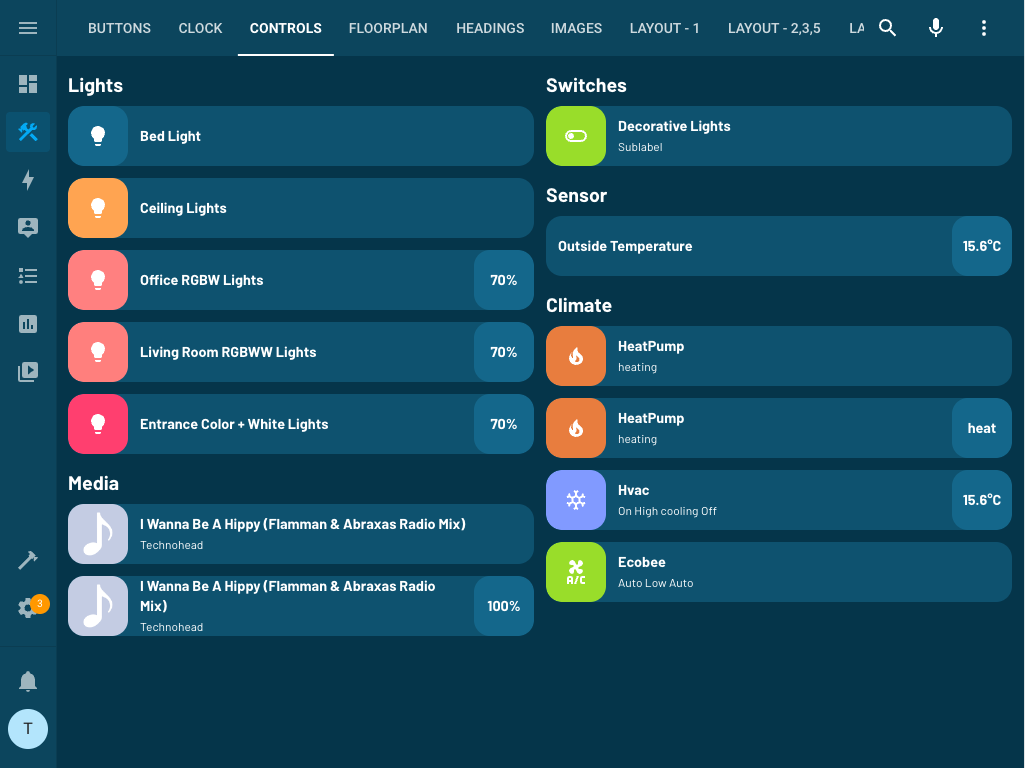 BUTTONS CLOCK CONTROLS FLOORPLAN HEADINGS IMAGES LAYOUT - 1 LAYOUT - 2,3,5 LA
Lights
Bed Light
Ceiling Lights
Office RGBW Lights 70%
Living Room RGBWW Lights 70%
Entrance Color + White Lights 70%
Media
I Wanna Be A Hippy (Flamman & Abraxas Radio Mix)
Technohead
I Wanna Be A Hippy (Flamman & Abraxas Radio
Mix)
Technohead
100%
Switches
Decorative Lights
Sublabel
Sensor
Outside Temperature 15.6°C
Climate
HeatPump
heating
HeatPump
heating
heat
Hvac
On High cooling Off
15.6°C
A/C
Ecobee
Auto Low Auto
3
T